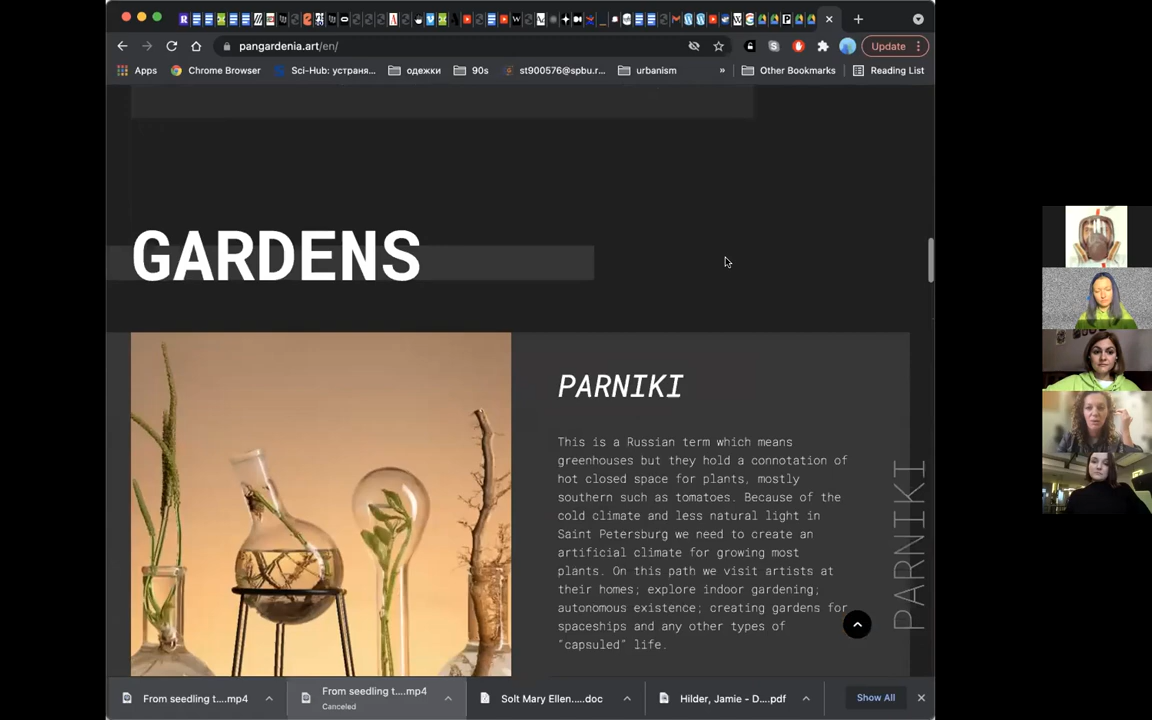 pangardenia.art/en/
Update
Apps
Chrome Browser
Sci-Hub: устраня...
одежки
90s
st900576@spbu.r...
urbanism
»
Other Bookmarks
Reading List
GARDENS
PARNIKI
This is a Russian term which means
greenhouses but they hold a connotation of
hot closed space for plants, mostly
southern such as tomatoes. Because of the
cold climate and less natural light in
Saint Petersburg we need to create an
artificial climate for growing most
plants. On this path we visit artists at
their homes; explore indoor gardening;
autonomous existence; creating gardens for
spaceships and any other types of
“capsuled” life.
PARNIKI
From seedling t....mp4
From seedling t....mp4
Canceled
Solt Mary Ellen.....doc
Hilder, Jamie - D....pdf
Show All